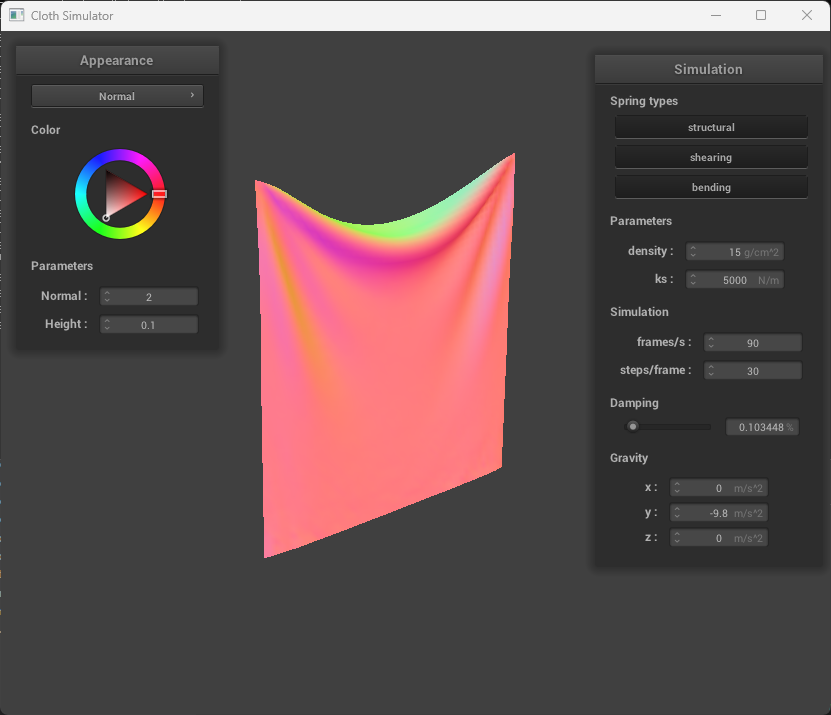 Cloth Simulator
Appearance
Normal
Color
Parameters
Normal : 2
Height : 0.1
Simulation
Spring types
structural
shearing
bending
Parameters
density : 15 g/cm^2
ks : 5000 N/m
Simulation
frames/s : 90
steps/frame : 30
Damping
0.103448 %
Gravity
x : 0 m/s^2
y : -9.8 m/s^2
z : 0 m/s^2